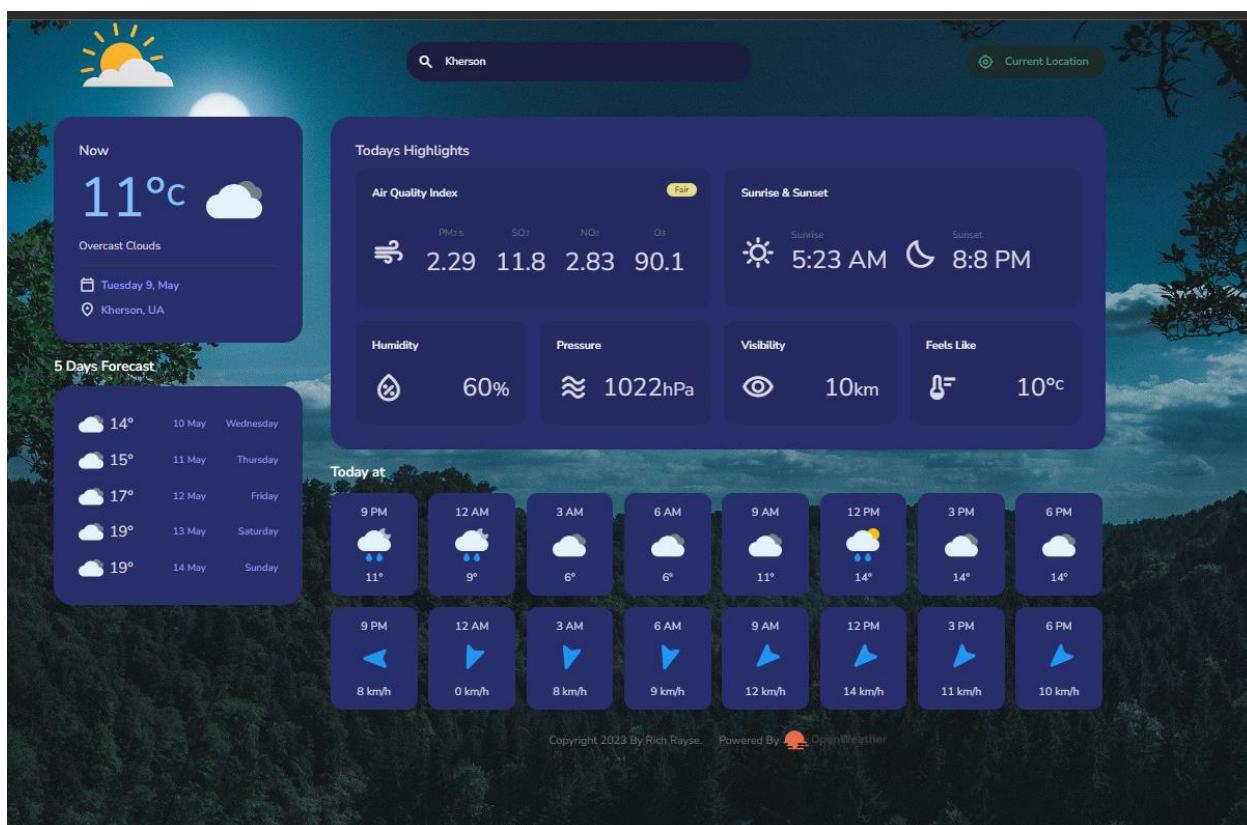 Kherson
Current Location
Now
11°c
Overcast Clouds
Tuesday 9, May
Kherson, UA
5 Days Forecast
14° 10 May Wednesday
15° 11 May Thursday
17° 12 May Friday
19° 13 May Saturday
19° 14 May Sunday
Todays Highlights
Air Quality Index Fair
PM2.5 SO2 NO2 O3
2.29 11.8 2.83 90.1
Sunrise & Sunset
Sunrise Sunset
5:23 AM 8:8 PM
Humidity
60%
Pressure
1022hPa
Visibility
10km
Feels Like
10°c
Today at
9 PM 12 AM 3 AM 6 AM 9 AM 12 PM 3 PM 6 PM
11° 9° 6° 6° 11° 14° 14° 14°
9 PM 12 AM 3 AM 6 AM 9 AM 12 PM 3 PM 6 PM
8 km/h 0 km/h 8 km/h 9 km/h 12 km/h 14 km/h 11 km/h 10 km/h
Copyright 2023 By Rich Rayse. Powered By OpenWeather